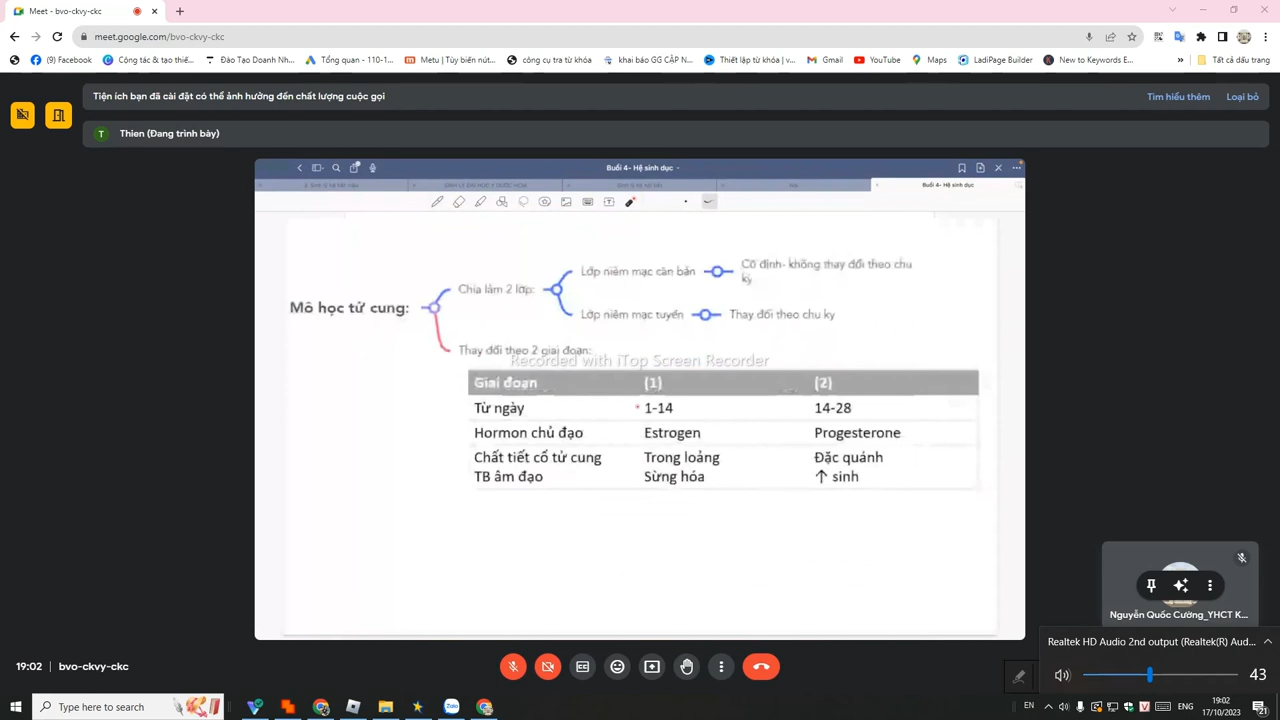 Meet - bvo-ckvy-ckc
meet.google.com/bvo-ckvy-ckc
(9) Facebook
Công tác & tạo thiế...
Đào Tạo Doanh Nh...
Tổng quan - 110-1...
Metu | Tùy biến nút...
công cụ tra từ khóa
khai báo GG CẤP N...
Thiết lập từ khóa | v...
Gmail
YouTube
Maps
LadiPage Builder
New to Keywords E...
»
Tất cả dấu trang
Tiện ích bạn đã cài đặt có thể ảnh hưởng đến chất lượng cuộc gọi
Tìm hiểu thêm
Loại bỏ
T
Thien (Đang trình bày)
Buổi 4- Hệ sinh dục
Buổi 4- Hệ sinh dục
Mô học tử cung:
Chia làm 2 lớp:
Lớp niêm mạc căn bản
Cố định- không thay đổi theo chu
kỳ
Lớp niêm mạc tuyến
Thay đổi theo chu kỳ
Thay đổi theo 2 giai đoạn:
Recorded with iTop Screen Recorder
Giai đoạn (1) (2)
Từ ngày 1-14 14-28
Hormon chủ đạo Estrogen Progesterone
Chất tiết cổ tử cung Trong loảng Đặc quánh
TB âm đạo Sừng hóa ↑ sinh
Nguyễn Quốc Cường_YHCT K...
Realtek HD Audio 2nd output (Realtek(R) Aud...
43
19:02
bvo-ckvy-ckc
Type here to search
Zalo
EN
19:02
17/10/2023